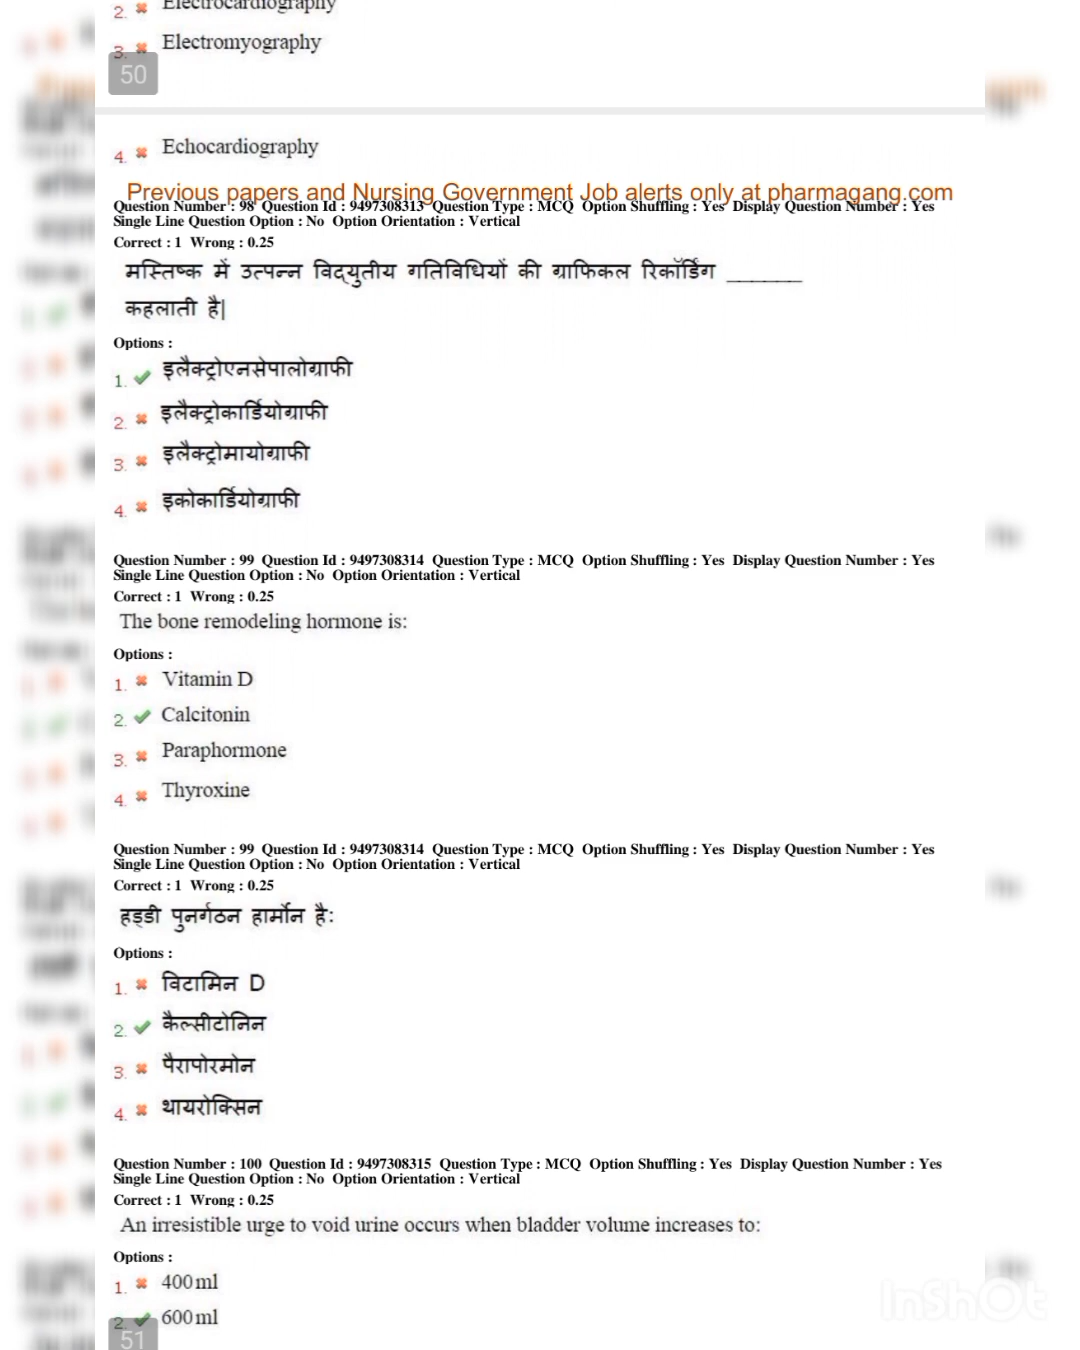 2. Electrocardiography
3. Electromyography
50
4. Echocardiography
Previous papers and Nursing Government Job alerts only at pharmagang.com
Question Number : 98 Question Id : 9497308313 Question Type : MCQ Option Shuffling : Yes Display Question Number : Yes
Single Line Question Option : No Option Orientation : Vertical
Correct : 1 Wrong : 0.25
मस्तिष्क में उत्पन्न विद्युतीय गतिविधियों की ग्राफिकल रिकॉर्डिंग ______
कहलाती है|
Options :
1. इलैक्ट्रोएनसेपालोग्राफी
2. इलैक्ट्रोकार्डियोग्राफी
3. इलैक्ट्रोमायोग्राफी
4. इकोकार्डियोग्राफी
Question Number : 99 Question Id : 9497308314 Question Type : MCQ Option Shuffling : Yes Display Question Number : Yes
Single Line Question Option : No Option Orientation : Vertical
Correct : 1 Wrong : 0.25
The bone remodeling hormone is:
Options :
1. Vitamin D
2. Calcitonin
3. Paraphormone
4. Thyroxine
Question Number : 99 Question Id : 9497308314 Question Type : MCQ Option Shuffling : Yes Display Question Number : Yes
Single Line Question Option : No Option Orientation : Vertical
Correct : 1 Wrong : 0.25
हड्डी पुनर्गठन हार्मोन है:
Options :
1. विटामिन D
2. कैल्सीटोनिन
3. पैरापोरमोन
4. थायरोक्सिन
Question Number : 100 Question Id : 9497308315 Question Type : MCQ Option Shuffling : Yes Display Question Number : Yes
Single Line Question Option : No Option Orientation : Vertical
Correct : 1 Wrong : 0.25
An irresistible urge to void urine occurs when bladder volume increases to:
Options :
1. 400 ml
2. 600 ml
51
InShOt